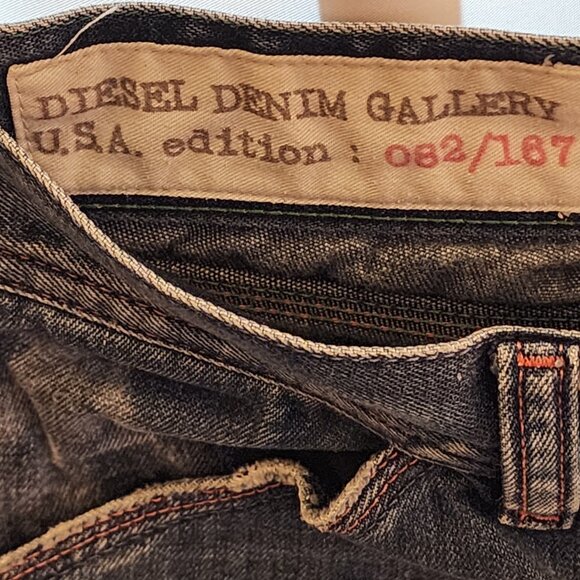 DIESEL DENIM GALLERY
U.S.A. edition : 082/167